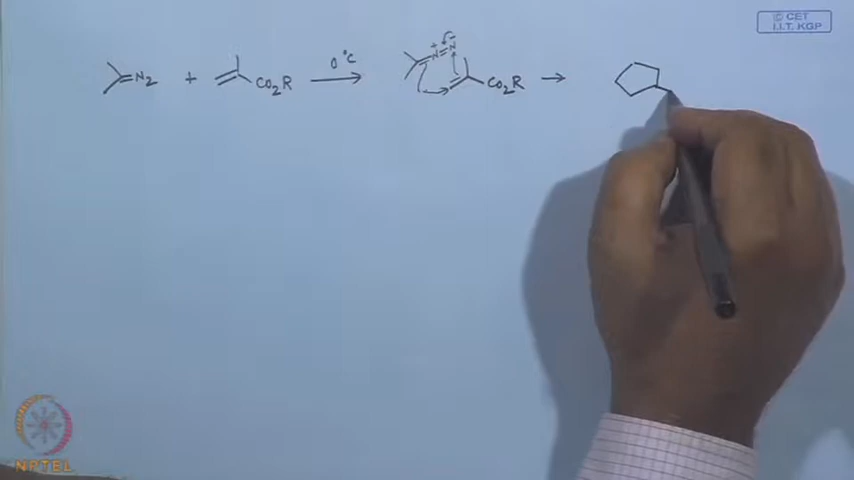 © CET
I.I.T. KGP
=N2 + CO2R 0°C → N=N CO2R →
NPTEL